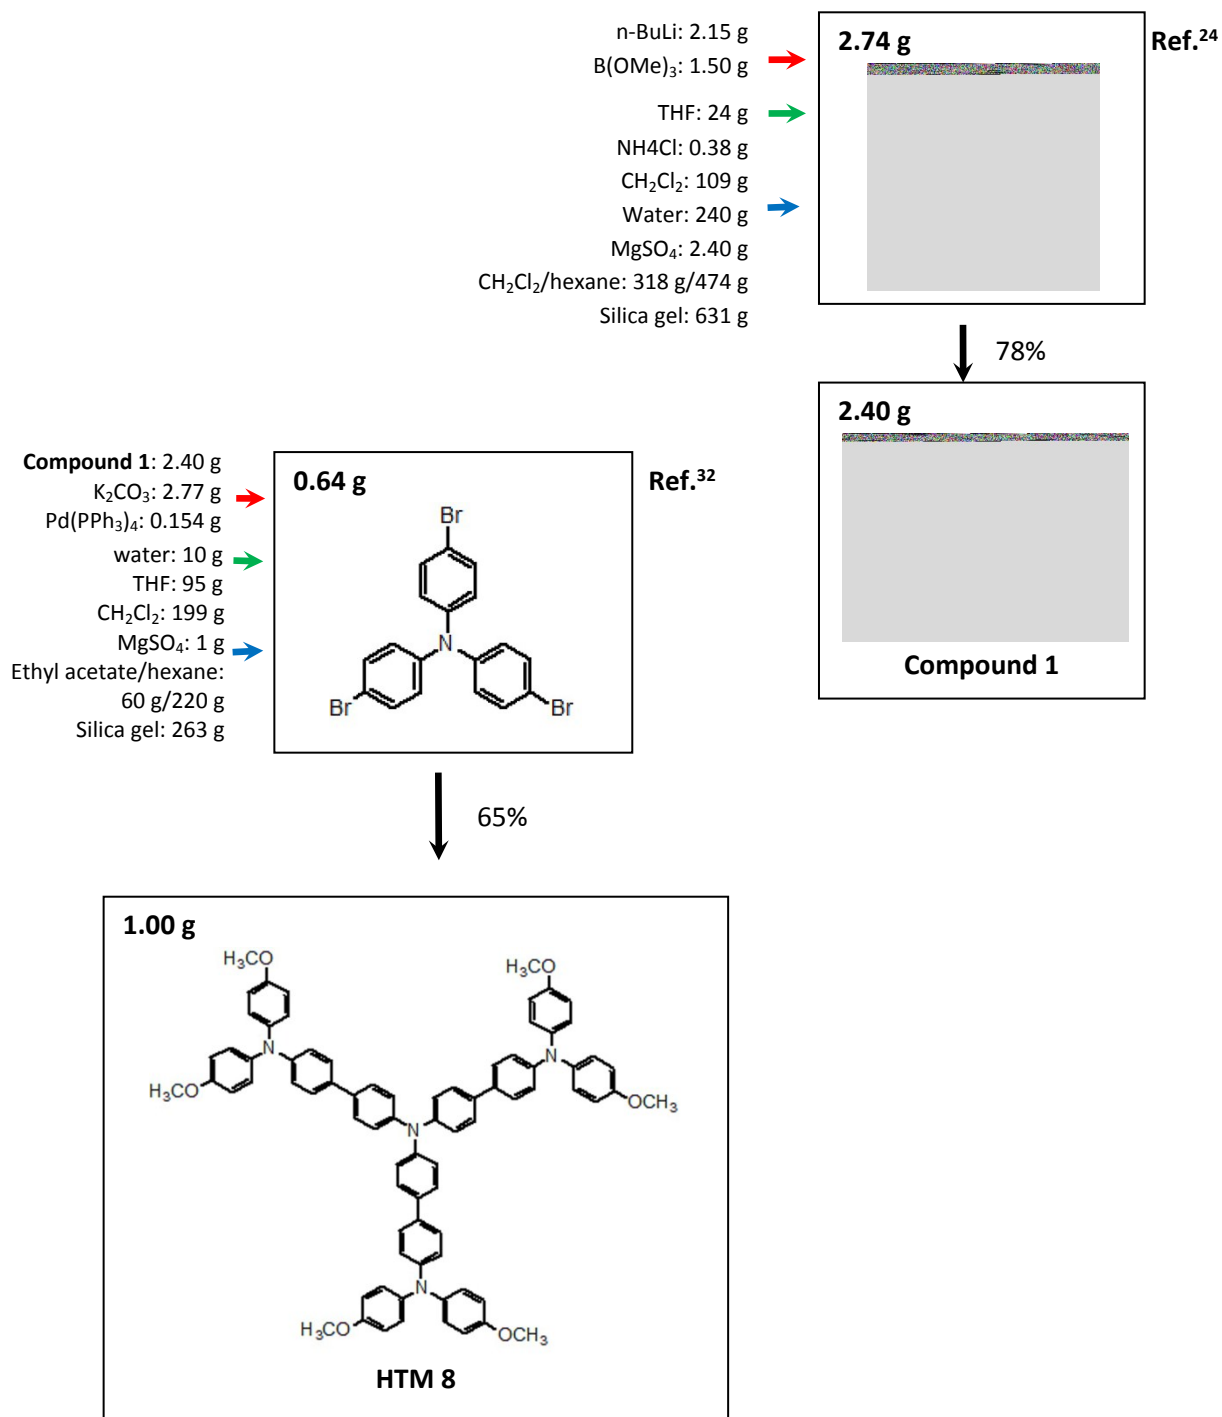 n-BuLi: 2.15 g
B(OMe)₃: 1.50 g
THF: 24 g
NH4Cl: 0.38 g
CH₂Cl₂: 109 g
Water: 240 g
MgSO₄: 2.40 g
CH₂Cl₂/hexane: 318 g/474 g
Silica gel: 631 g
2.74 g
Ref.²⁴
78%
2.40 g
Compound 1
Compound 1: 2.40 g
K₂CO₃: 2.77 g
Pd(PPh₃)₄: 0.154 g
water: 10 g
THF: 95 g
CH₂Cl₂: 199 g
MgSO₄: 1 g
Ethyl acetate/hexane:
60 g/220 g
Silica gel: 263 g
0.64 g
Ref.³²
Br
N
Br
Br
65%
1.00 g
H₃CO
H₃CO
N
N
H₃CO
OCH₃
N
N
H₃CO
OCH₃
HTM 8